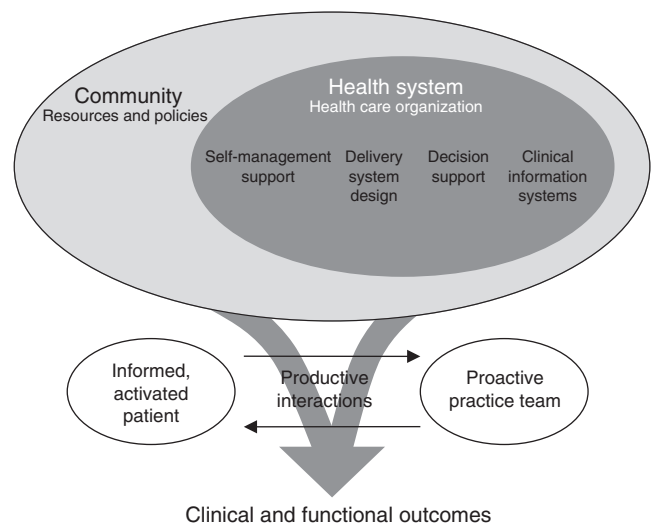 Community
Resources and policies
Health system
Health care organization
Self-management
support
Delivery
system
design
Decision
support
Clinical
information
systems
Informed,
activated
patient
Productive
interactions
Proactive
practice team
Clinical and functional outcomes